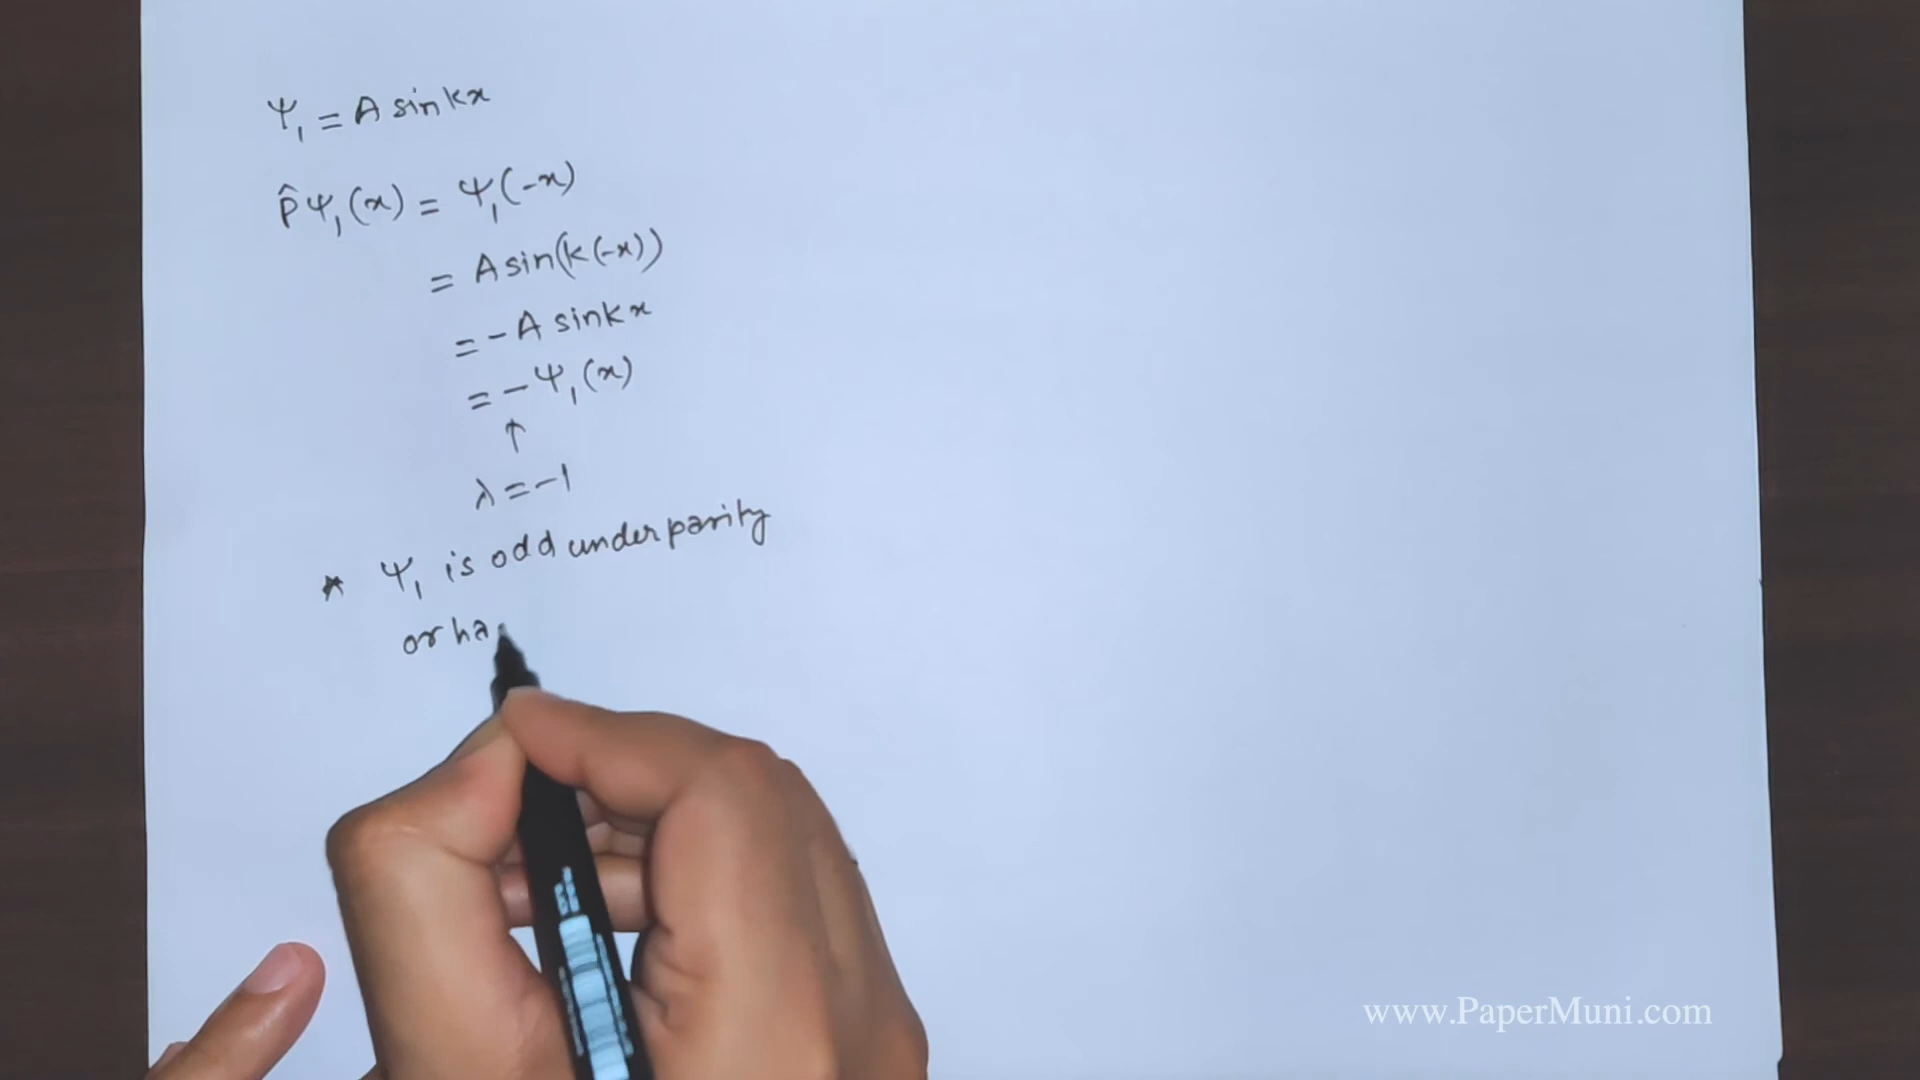 Ψ₁ = A sin kx
P̂Ψ₁(x) = Ψ₁(-x)
= A sin(k(-x))
= - A sin kx
= - Ψ₁(x)
↑
λ = -1
* Ψ₁ is odd under parity
or ha
www.PaperMuni.com